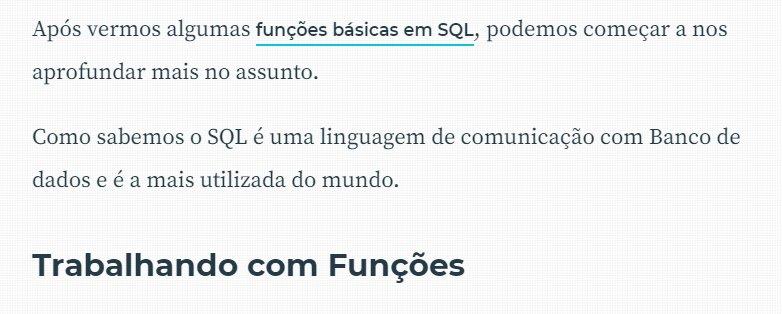 Após vermos algumas funções básicas em SQL, podemos começar a nos
aprofundar mais no assunto.
Como sabemos o SQL é uma linguagem de comunicação com Banco de
dados e é a mais utilizada do mundo.
Trabalhando com Funções